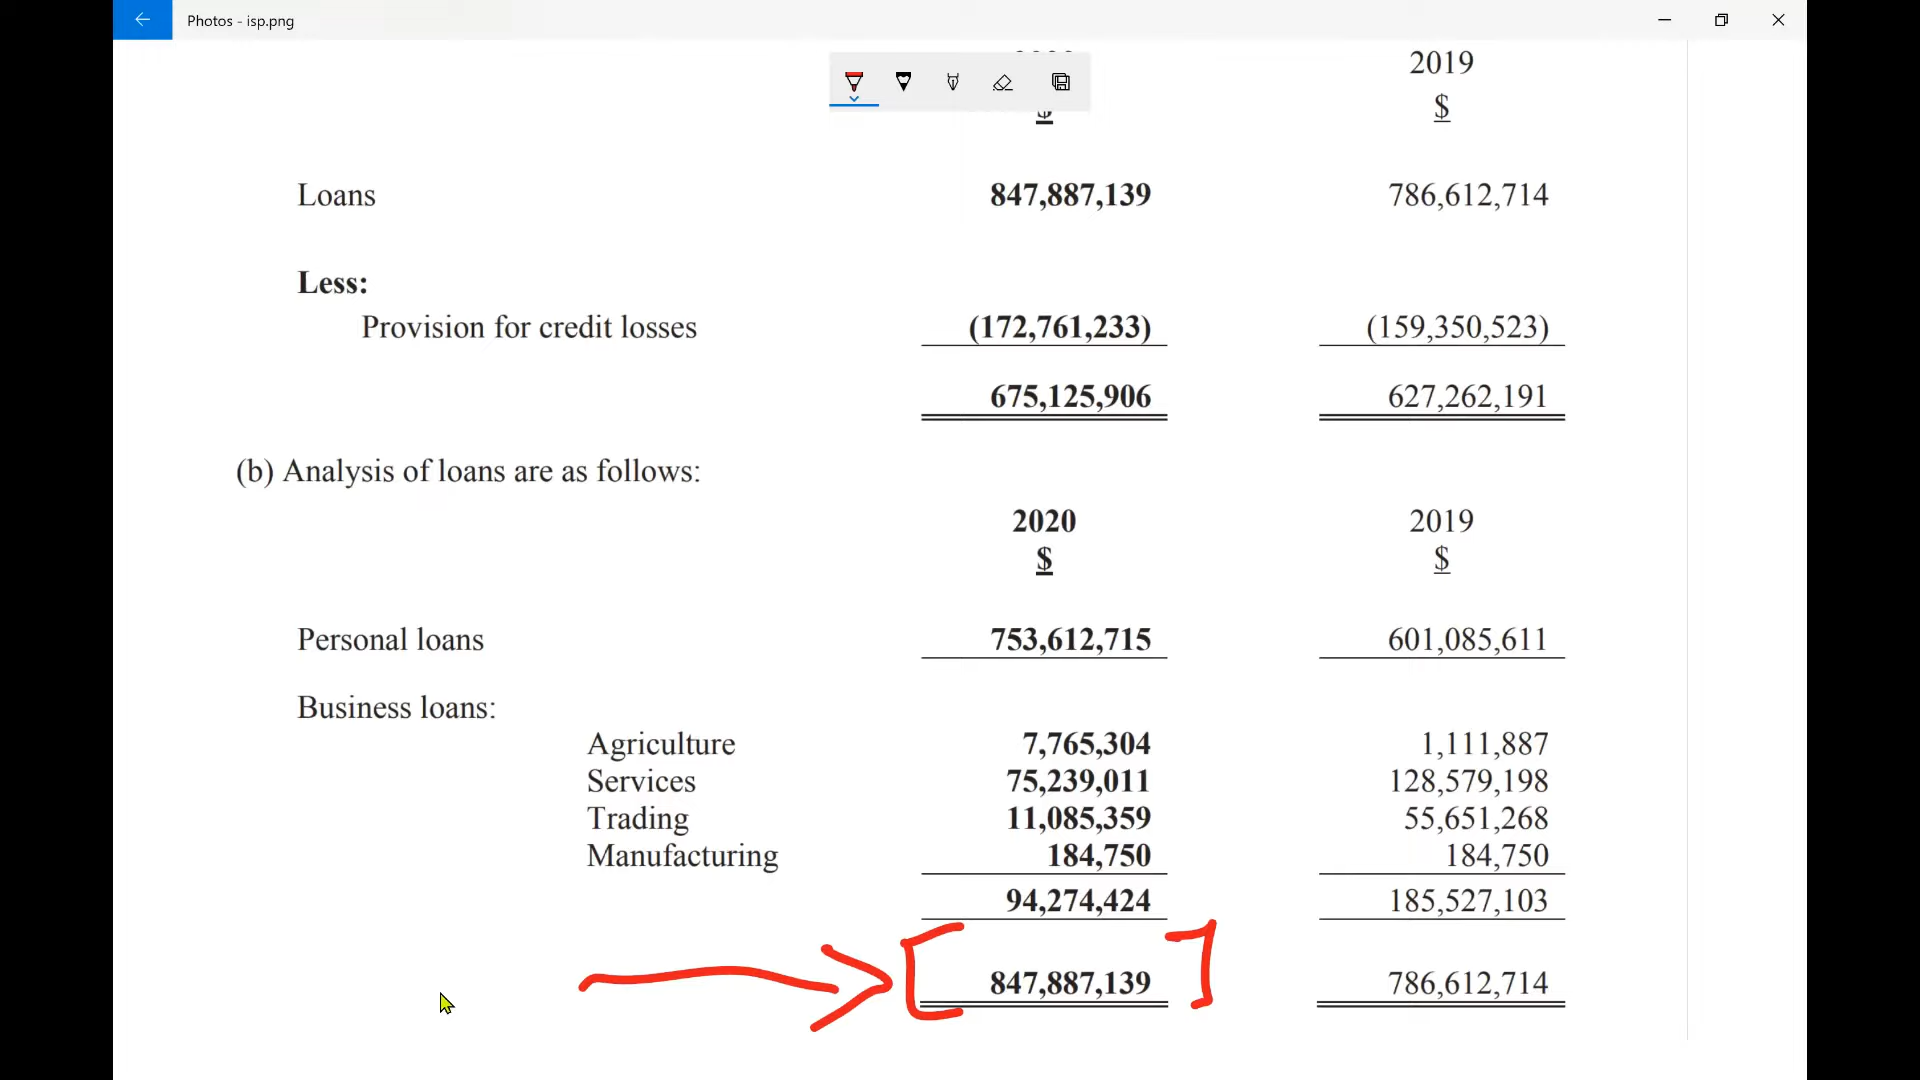 Photos - isp.png
2019
$ $
Loans 847,887,139 786,612,714
Less:
Provision for credit losses (172,761,233) (159,350,523)
675,125,906 627,262,191
(b) Analysis of loans are as follows:
2020 2019
$ $
Personal loans 753,612,715 601,085,611
Business loans:
Agriculture 7,765,304 1,111,887
Services 75,239,011 128,579,198
Trading 11,085,359 55,651,268
Manufacturing 184,750 184,750
94,274,424 185,527,103
847,887,139 786,612,714